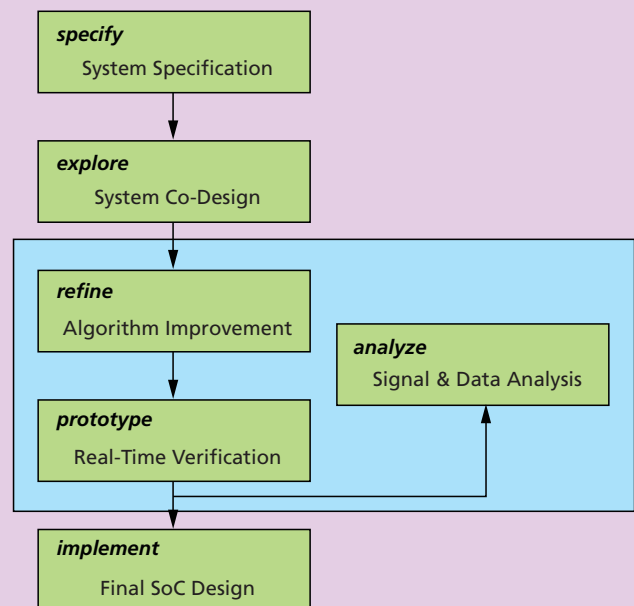 specify
System Specification
explore
System Co-Design
refine
Algorithm Improvement
analyze
Signal & Data Analysis
prototype
Real-Time Verification
implement
Final SoC Design